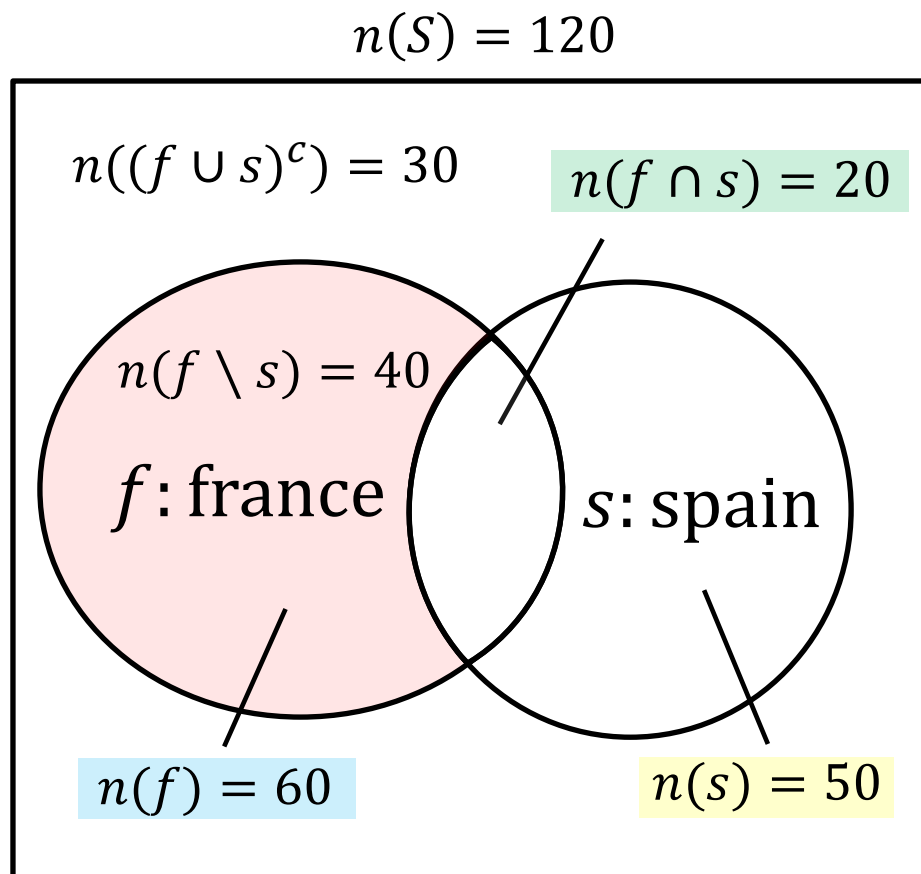 n(S) = 120
n((f ∪ s)ᶜ) = 30
n(f ∩ s) = 20
n(f \ s) = 40
f: france
s: spain
n(f) = 60
n(s) = 50